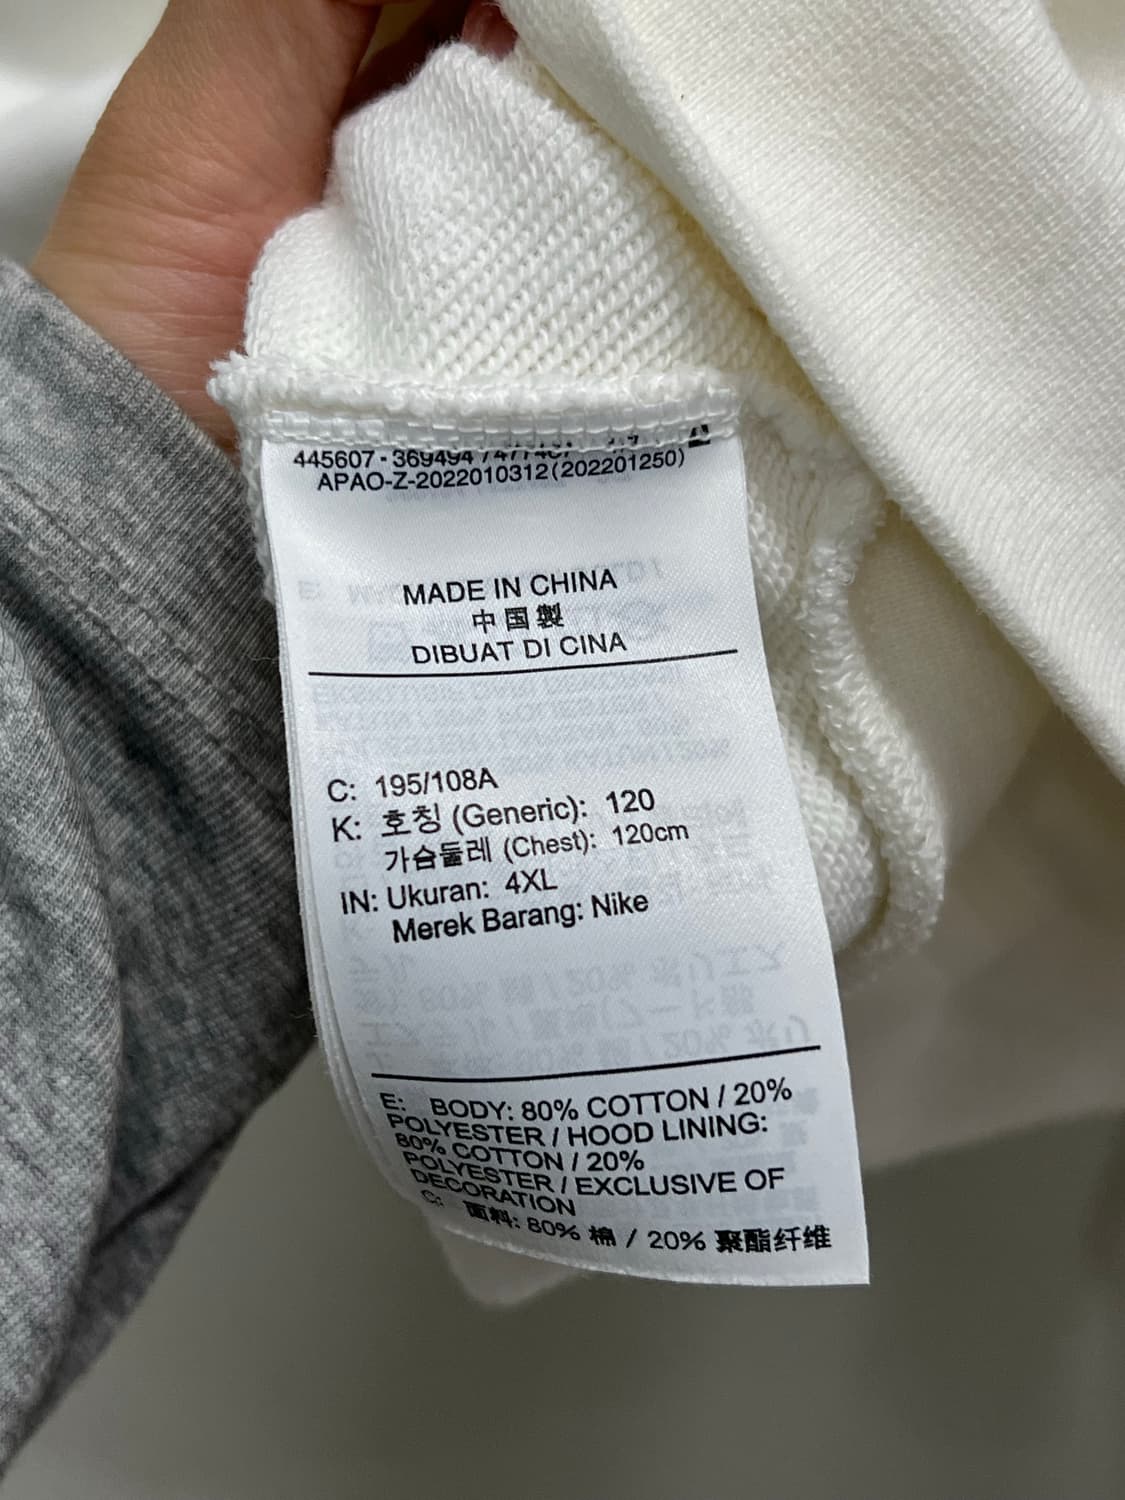 445607 - 369494
APAO-Z-2022010312(202201250)
MADE IN CHINA
中国製
DIBUAT DI CINA
C: 195/108A
K: 호칭 (Generic): 120
가슴둘레 (Chest): 120cm
IN: Ukuran: 4XL
Merek Barang: Nike
E: BODY: 80% COTTON / 20%
POLYESTER / HOOD LINING:
80% COTTON / 20%
POLYESTER / EXCLUSIVE OF
DECORATION
C: 面料: 80% 棉 / 20% 聚酯纤维